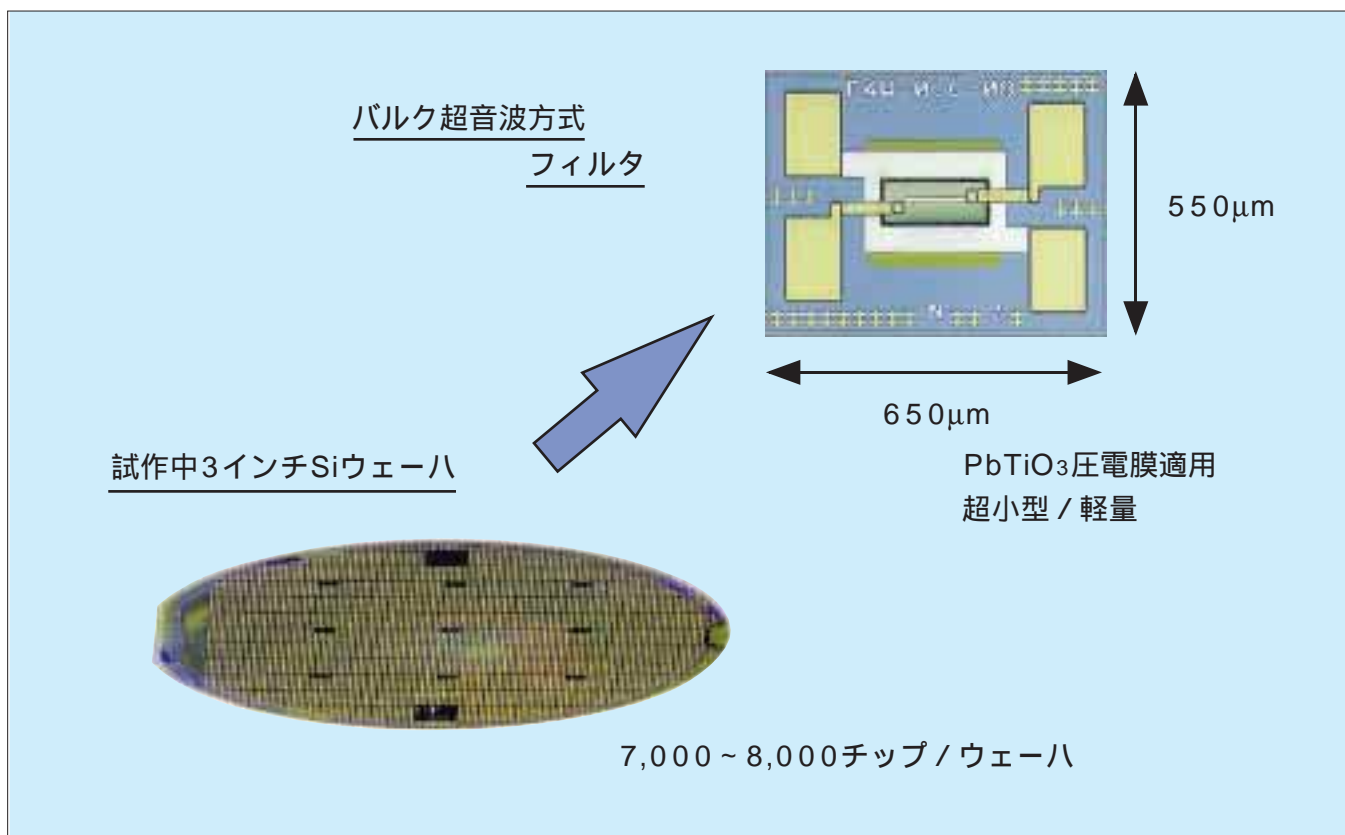 バルク超音波方式
フィルタ
550μm
650μm
PbTiO₃圧電膜適用
超小型/軽量
試作中3インチSiウェーハ
7,000~8,000チップ/ウェーハ